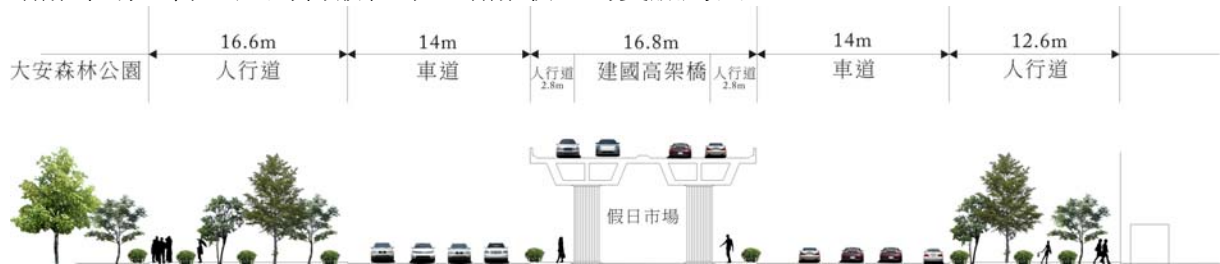 16.6m 14m 16.8m 14m 12.6m
大安森林公園 人行道 車道 人行道 建國高架橋 人行道 車道 人行道
2.8m 2.8m
假日市場